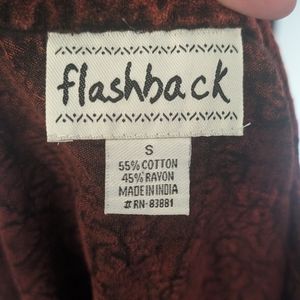 flashback
S
55% COTTON
45% RAYON
MADE IN INDIA
# RN-83881